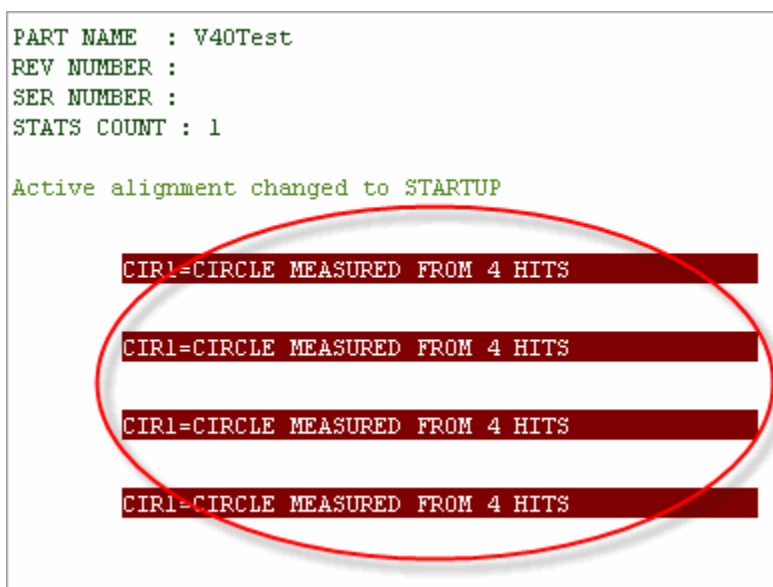 PART NAME  : V40Test
REV NUMBER :
SER NUMBER :
STATS COUNT : 1
Active alignment changed to STARTUP
CIR1=CIRCLE MEASURED FROM 4 HITS
CIR1=CIRCLE MEASURED FROM 4 HITS
CIR1=CIRCLE MEASURED FROM 4 HITS
CIR1=CIRCLE MEASURED FROM 4 HITS